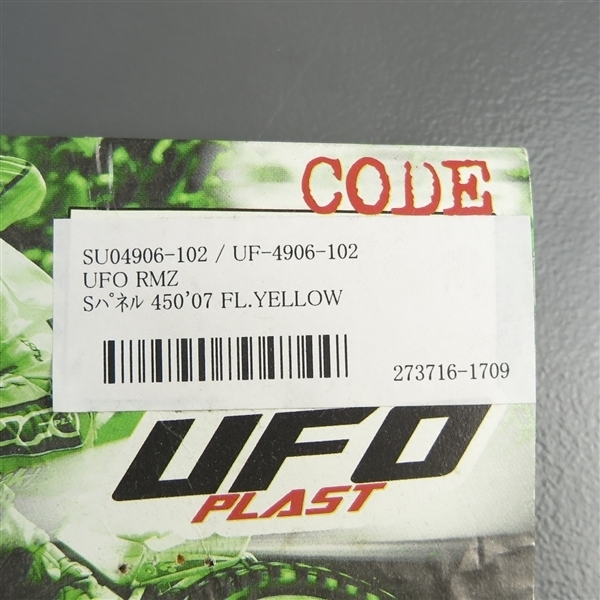 CODE
SU04906-102 / UF-4906-102
UFO RMZ
Sﾊﾟﾈﾙ 450'07 FL.YELLOW
273716-1709
UFO
PLAST